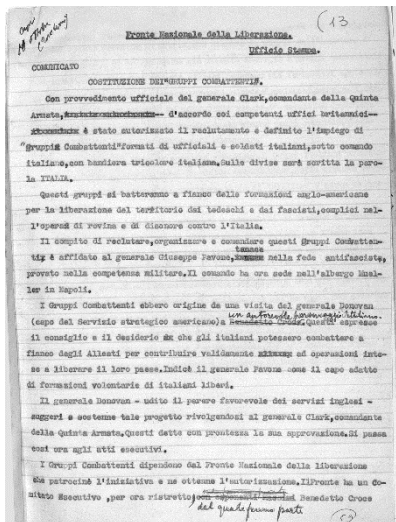 (13
Fronte Nazionale della Liberazione.
Ufficio Stampa.
COMUNICATO
COSTITUZIONE DEI "GRUPPI COMBATTENTI".
Con provvedimento ufficiale del generale Clark, comandante della Quinta
Armata, -- d'accordo coi competenti uffici britannici--
è stato autorizzato il reclutamento e definito l'impiego di
"Gruppi Combattenti" formati di ufficiali e soldati italiani, sotto comando
italiano, con bandiera tricolore italiana. Sulle divise sarà scritta la paro-
la ITALIA.
Questi gruppi si batteranno a fianco delle formazioni anglo-americane
per la liberazione del territorio dai tedeschi e dai fascisti, complici nel-
l'opera di rovina e di disonore contro l'Italia.
Il compito di reclutare, organizzare e comandare questi Gruppi Combatten-
ti è affidato al generale Giuseppe Pavone, tenace nella fede antifascista,
provato nella competenza militare. Il comando ha ora sede nell'albergo Muel-
ler in Napoli.
I Gruppi Combattenti ebbero origine da una visita del generale Donovan
un autorevole personaggio italiano.
(capo del Servizio strategico americano) a Benedetto Croce. Questi espresse
il consiglio e il desiderio che gli italiani potessero combattere a
fianco degli Alleati per contribuire validamente ad operazioni inte-
se a liberare il loro paese. Indicò il generale Pavone come il capo adatto
di formazioni volontarie di italiani liberi.
Il generale Donovan - udito il parere favorevole dei servizi inglesi -
suggerì e sostenne tale progetto rivolgendosi al generale Clark, comandante
della Quinta Armata. Questi dette con prontezza la sua approvazione. Si passa
così ora agli atti esecutivi.
I Gruppi Combattenti dipendono dal Fronte Nazionale della liberazione
che patrocinò l'iniziativa e ne ottenne l'autorizzazione. Il Fronte ha un Co-
mitato Esecutivo, per ora ristretto, Benedetto Croce
del quale fanno parte